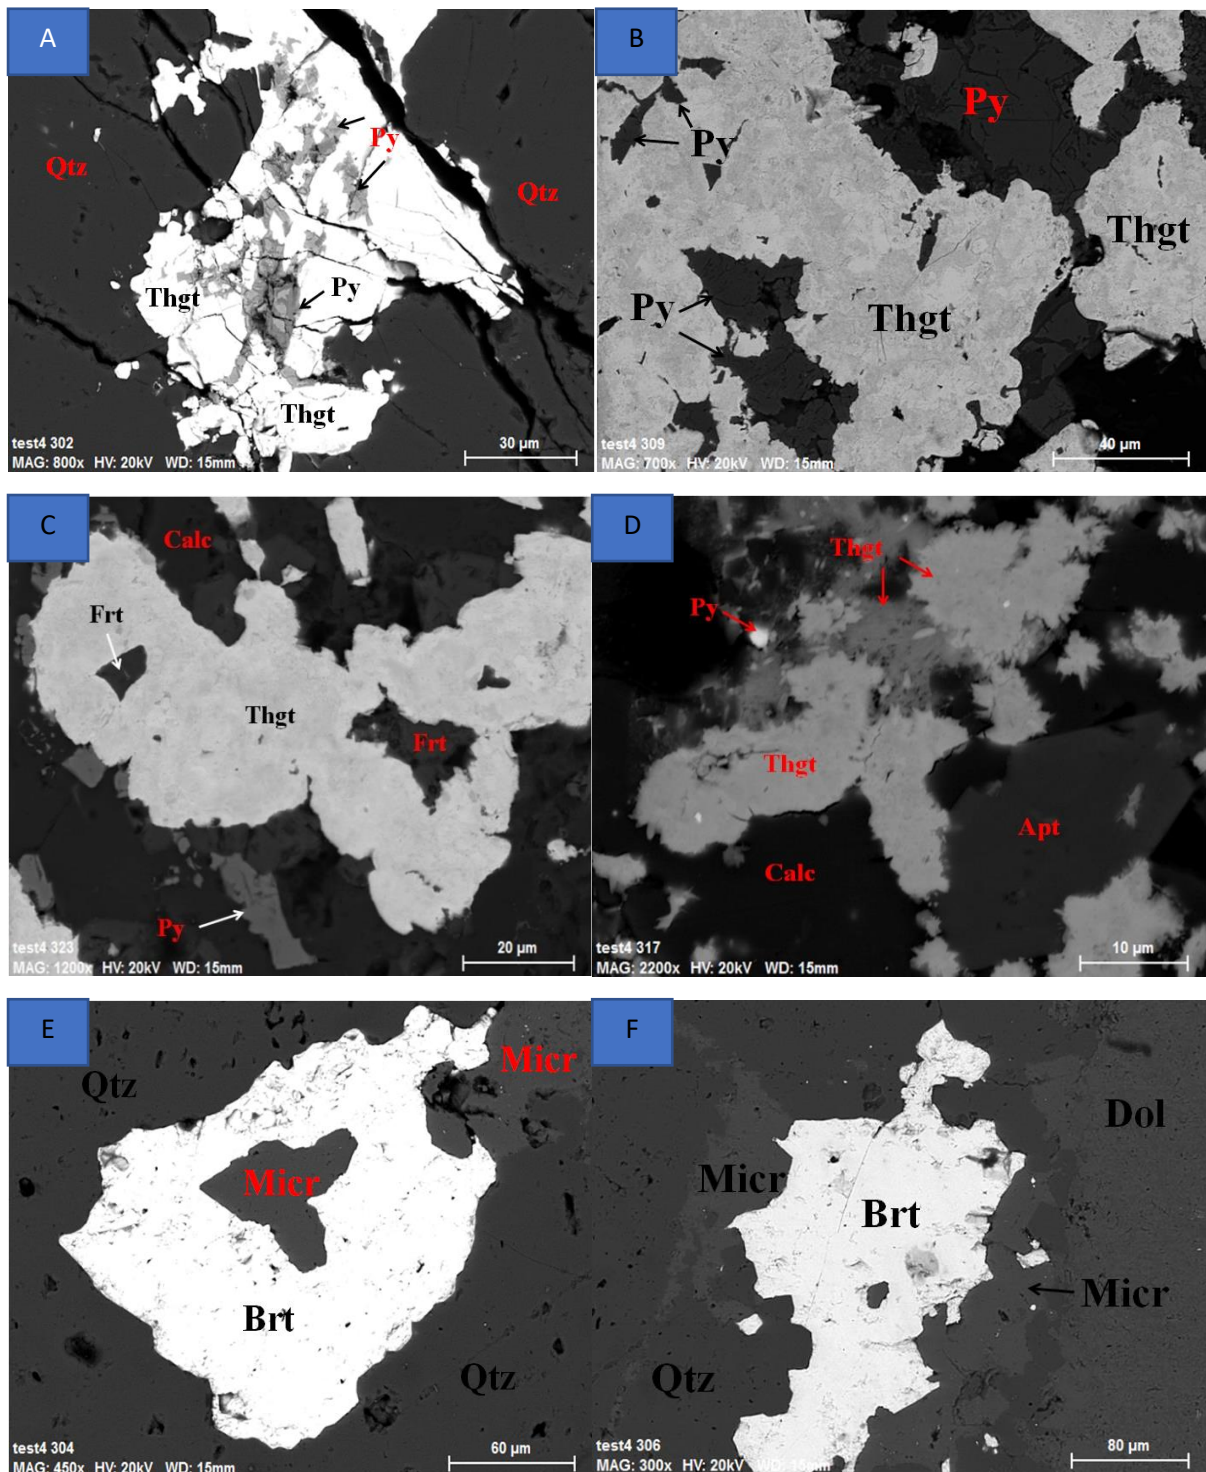 A
Qtz
Py
Qtz
Thgt
Py
Thgt
test4 302
MAG: 800x HV: 20kV WD: 15mm
30 µm
B
Py
Py
Thgt
Py
Thgt
test4 309
MAG: 700x HV: 20kV WD: 15mm
40 µm
C
Calc
Frt
Thgt
Frt
Py
test4 323
MAG: 1200x HV: 20kV WD: 15mm
20 µm
D
Thgt
Py
Thgt
Apt
Calc
test4 317
MAG: 2200x HV: 20kV WD: 15mm
10 µm
E
Micr
Qtz
Micr
Brt
Qtz
test4 304
MAG: 450x HV: 20kV WD: 15mm
60 µm
F
Dol
Micr
Brt
Micr
Qtz
test4 306
MAG: 300x HV: 20kV WD: 15mm
80 µm